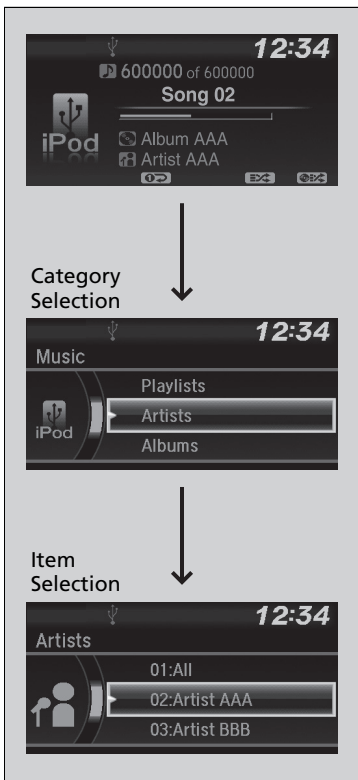 12:34
600000 of 600000
Song 02
iPod
Album AAA
Artist AAA
Category
Selection
12:34
Music
Playlists
iPod
Artists
Albums
Item
Selection
12:34
Artists
01:All
02:Artist AAA
03:Artist BBB